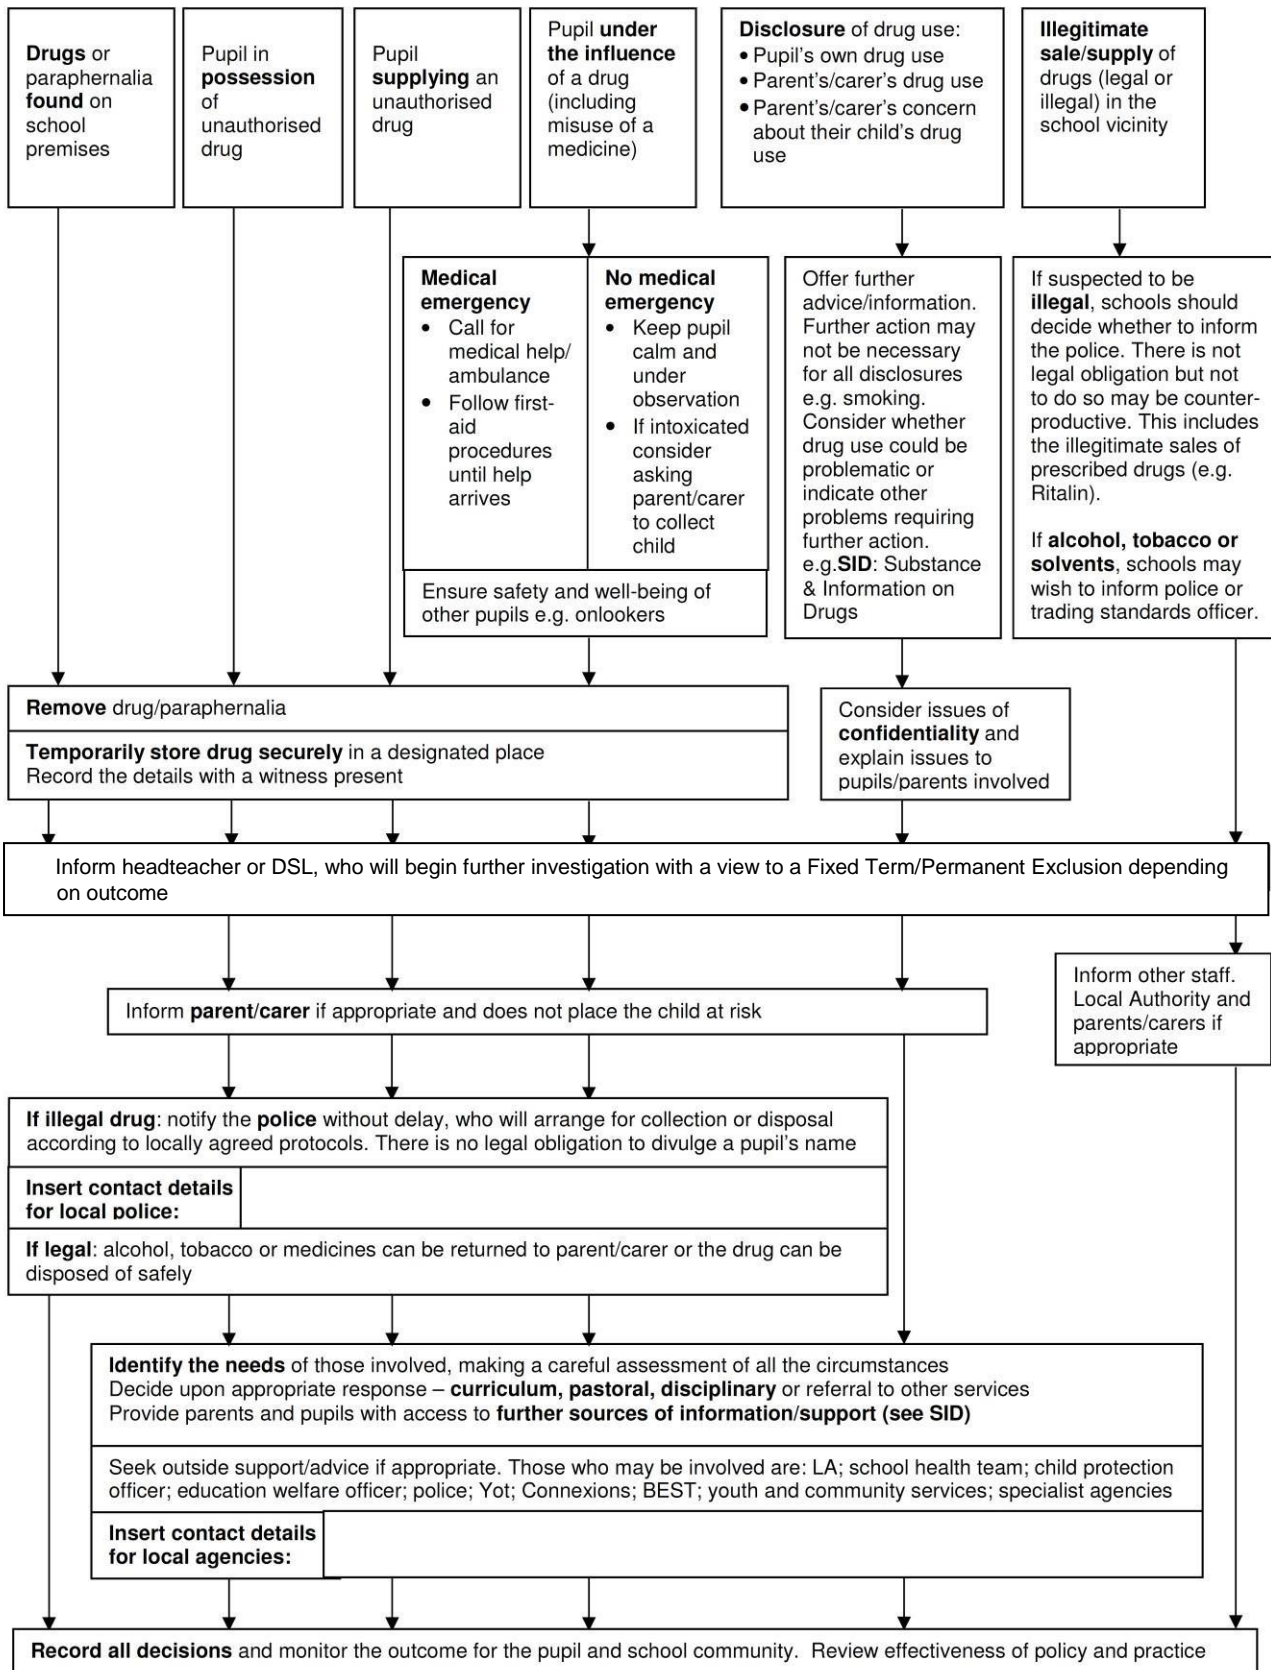 Drugs or
paraphernalia
found on
school
premises
Pupil in
possession
of
unauthorised
drug
Pupil
supplying an
unauthorised
drug
Pupil under
the influence
of a drug
(including
misuse of a
medicine)
Disclosure of drug use:
• Pupil's own drug use
• Parent's/carer's drug use
• Parent's/carer's concern
about their child's drug
use
Illegitimate
sale/supply of
drugs (legal or
illegal) in the
school vicinity
Medical
emergency
• Call for
medical help/
ambulance
• Follow first-
aid
procedures
until help
arrives
No medical
emergency
• Keep pupil
calm and
under
observation
• If intoxicated
consider
asking
parent/carer
to collect
child
Ensure safety and well-being of
other pupils e.g. onlookers
Offer further
advice/information.
Further action may
not be necessary
for all disclosures
e.g. smoking.
Consider whether
drug use could be
problematic or
indicate other
problems requiring
further action.
e.g.SID: Substance
& Information on
Drugs
If suspected to be
illegal, schools should
decide whether to inform
the police. There is not
legal obligation but not
to do so may be counter-
productive. This includes
the illegitimate sales of
prescribed drugs (e.g.
Ritalin).
If alcohol, tobacco or
solvents, schools may
wish to inform police or
trading standards officer.
Remove drug/paraphernalia
Temporarily store drug securely in a designated place
Record the details with a witness present
Consider issues of
confidentiality and
explain issues to
pupils/parents involved
Inform headteacher or DSL, who will begin further investigation with a view to a Fixed Term/Permanent Exclusion depending
on outcome
Inform parent/carer if appropriate and does not place the child at risk
Inform other staff.
Local Authority and
parents/carers if
appropriate
If illegal drug: notify the police without delay, who will arrange for collection or disposal
according to locally agreed protocols. There is no legal obligation to divulge a pupil's name
Insert contact details
for local police:
If legal: alcohol, tobacco or medicines can be returned to parent/carer or the drug can be
disposed of safely
Identify the needs of those involved, making a careful assessment of all the circumstances
Decide upon appropriate response – curriculum, pastoral, disciplinary or referral to other services
Provide parents and pupils with access to further sources of information/support (see SID)
Seek outside support/advice if appropriate. Those who may be involved are: LA; school health team; child protection
officer; education welfare officer; police; Yot; Connexions; BEST; youth and community services; specialist agencies
Insert contact details
for local agencies:
Record all decisions and monitor the outcome for the pupil and school community. Review effectiveness of policy and practice